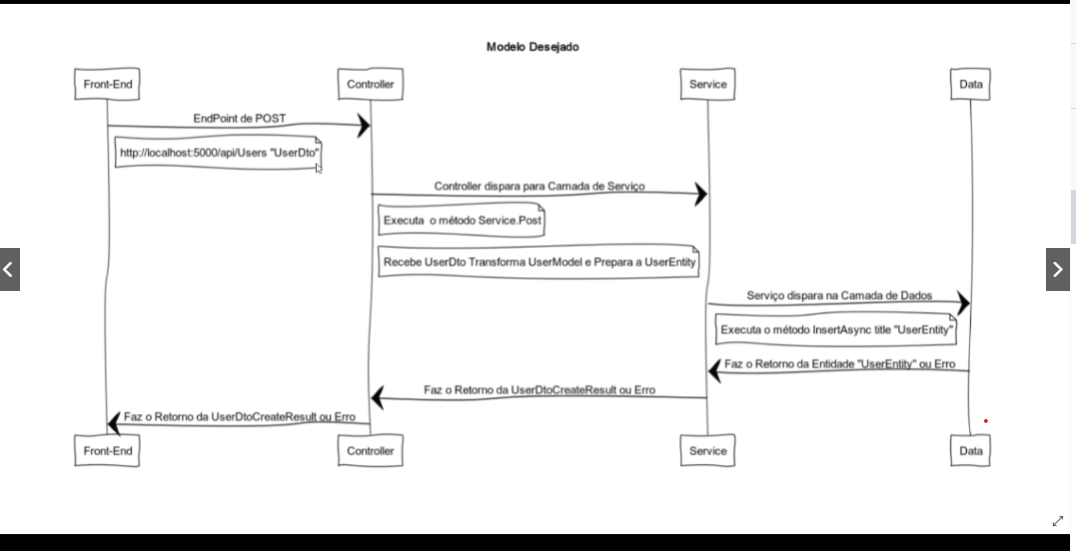 Modelo Desejado
Front-End
Controller
Service
Data
EndPoint de POST
http://localhost:5000/api/Users "UserDto"
Controller dispara para Camada de Serviço
Executa o método Service.Post
Recebe UserDto Transforma UserModel e Prepara a UserEntity
Serviço dispara na Camada de Dados
Executa o método InsertAsync title "UserEntity"
Faz o Retorno da Entidade "UserEntity" ou Erro
Faz o Retorno da UserDtoCreateResult ou Erro
Faz o Retorno da UserDtoCreateResult ou Erro
Front-End
Controller
Service
Data